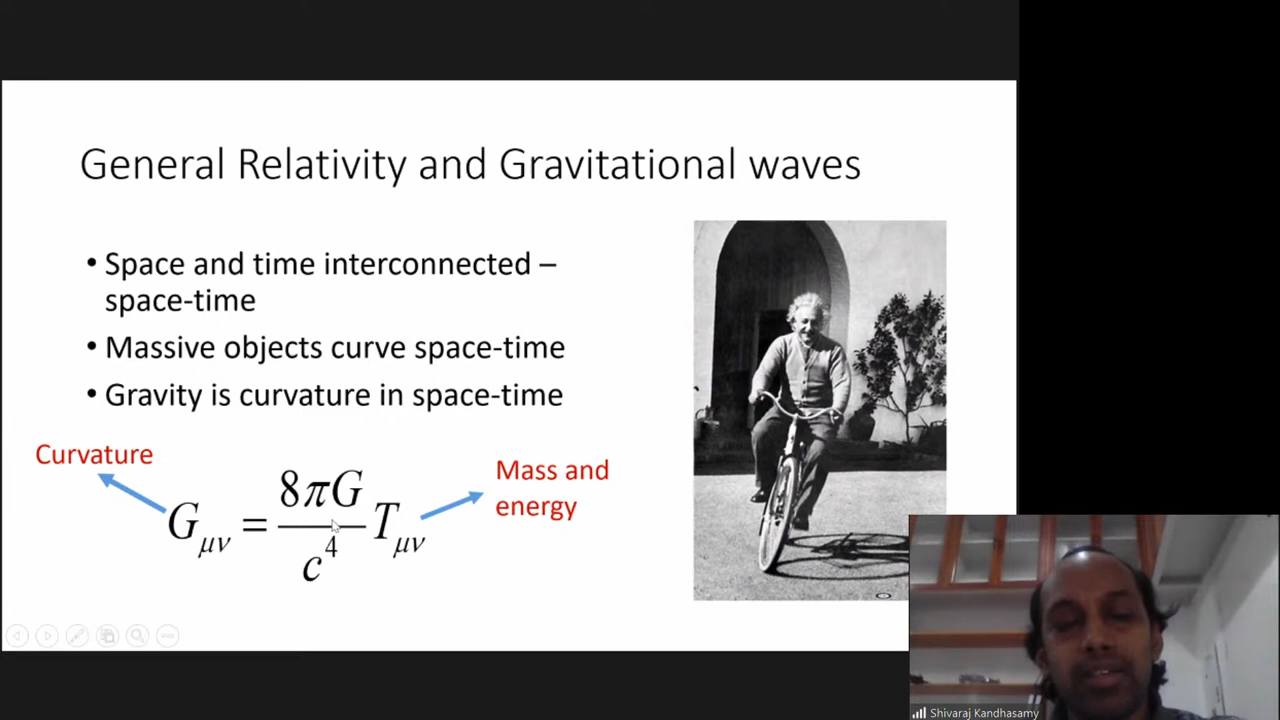 General Relativity and Gravitational waves
• Space and time interconnected –
space-time
• Massive objects curve space-time
• Gravity is curvature in space-time
Curvature
Mass and
energy
Gμν = 8πG/c⁴ Tμν
Shivaraj Kandhasamy